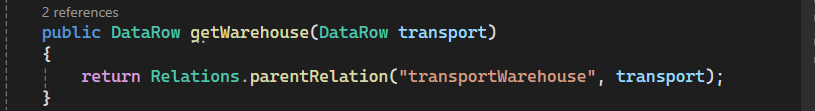 2 references
public DataRow getWarehouse(DataRow transport)
{
return Relations.parentRelation("transportWarehouse", transport);
}